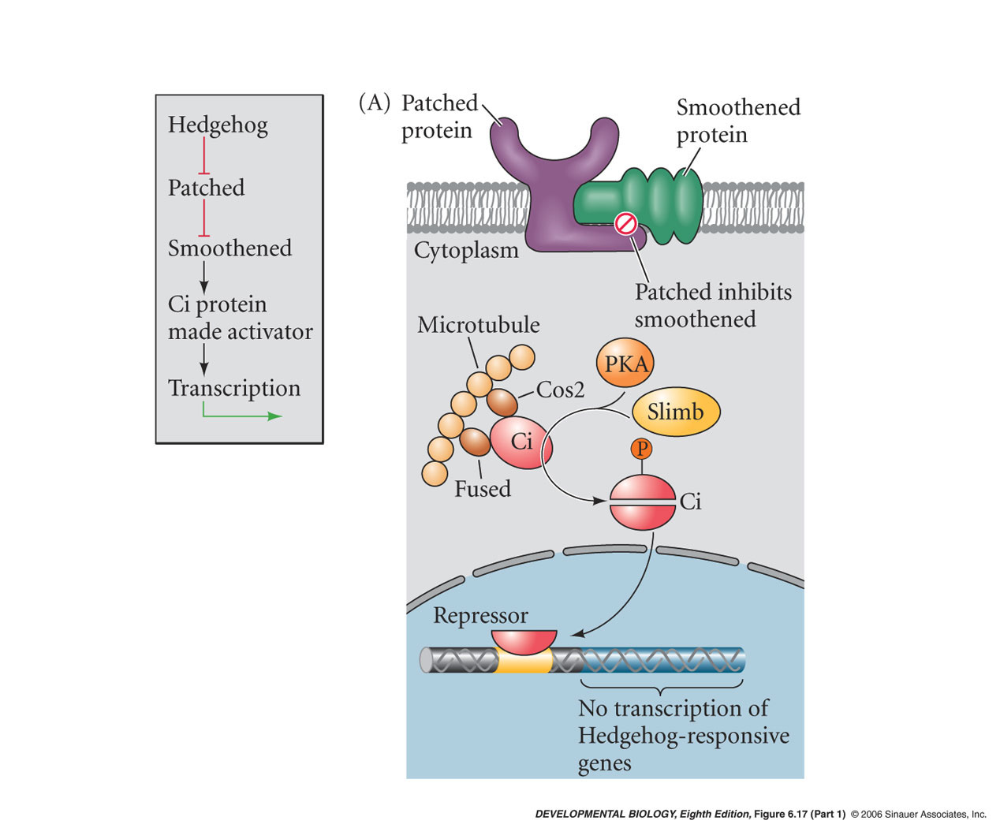 Hedgehog
Patched
Smoothened
Ci protein
made activator
Transcription
(A) Patched
protein
Smoothened
protein
Cytoplasm
Patched inhibits
smoothened
Microtubule
PKA
Cos2
Slimb
Ci
P
Fused
Ci
Repressor
No transcription of
Hedgehog-responsive
genes
DEVELOPMENTAL BIOLOGY, Eighth Edition, Figure 6.17 (Part 1) © 2006 Sinauer Associates, Inc.